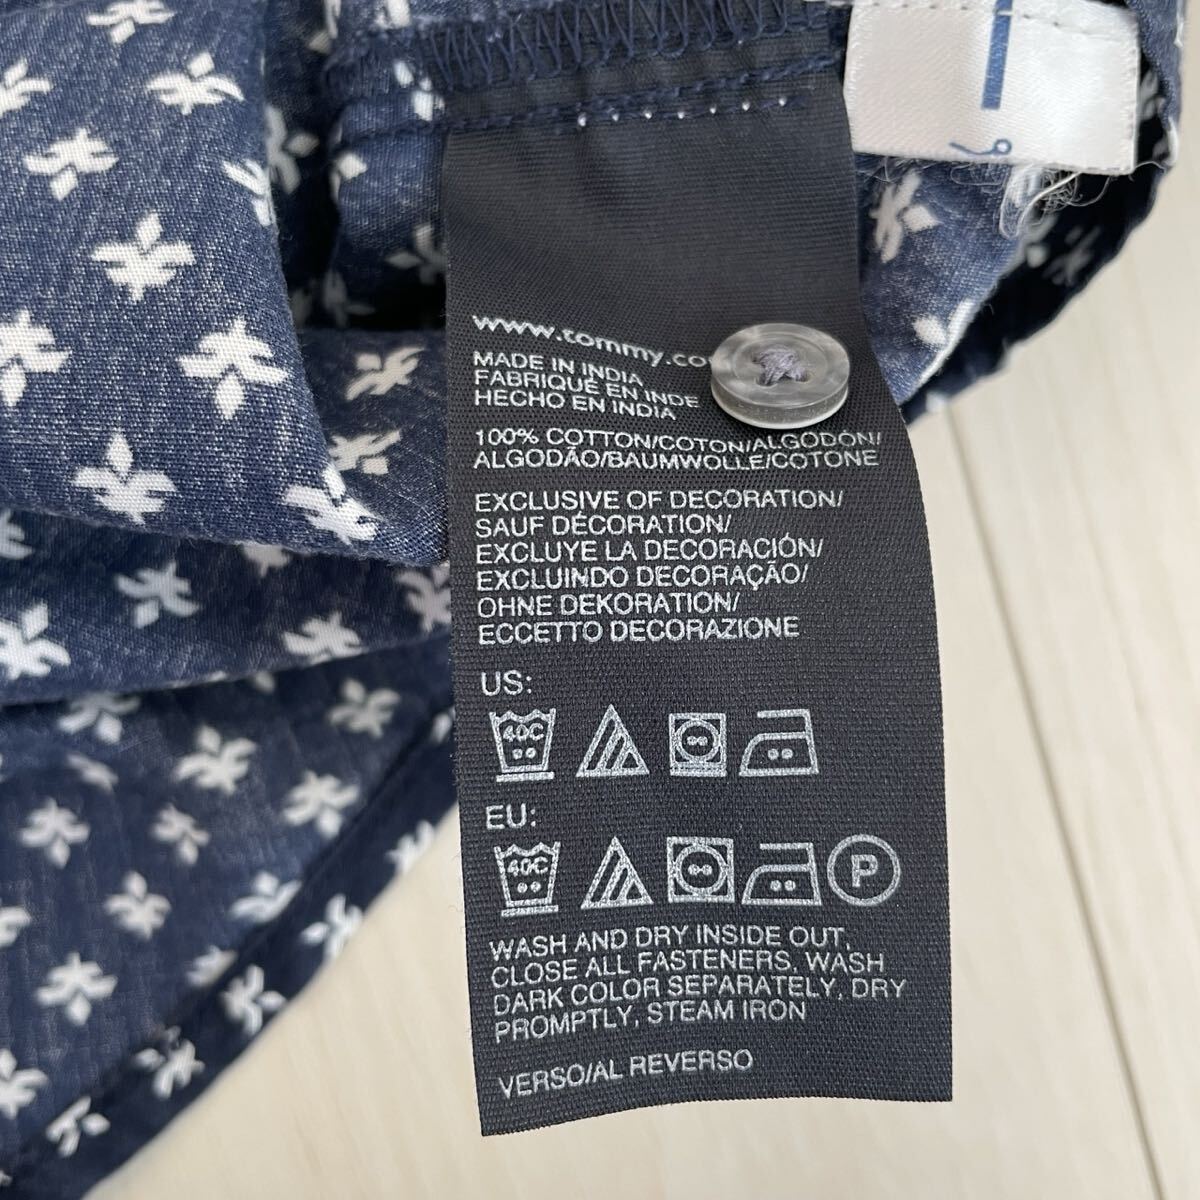 www.tommy.co
MADE IN INDIA
FABRIQUÉ EN INDE
HECHO EN INDIA
100% COTTON/COTON/ALGODÓN/
ALGODÃO/BAUMWOLLE/COTONE
EXCLUSIVE OF DECORATION/
SAUF DÉCORATION/
EXCLUYE LA DECORACIÓN/
EXCLUINDO DECORAÇÃO/
OHNE DEKORATION/
ECCETTO DECORAZIONE
US:
40C
EU:
40C P
WASH AND DRY INSIDE OUT,
CLOSE ALL FASTENERS, WASH
DARK COLOR SEPARATELY, DRY
PROMPTLY, STEAM IRON
VERSO/AL REVERSO